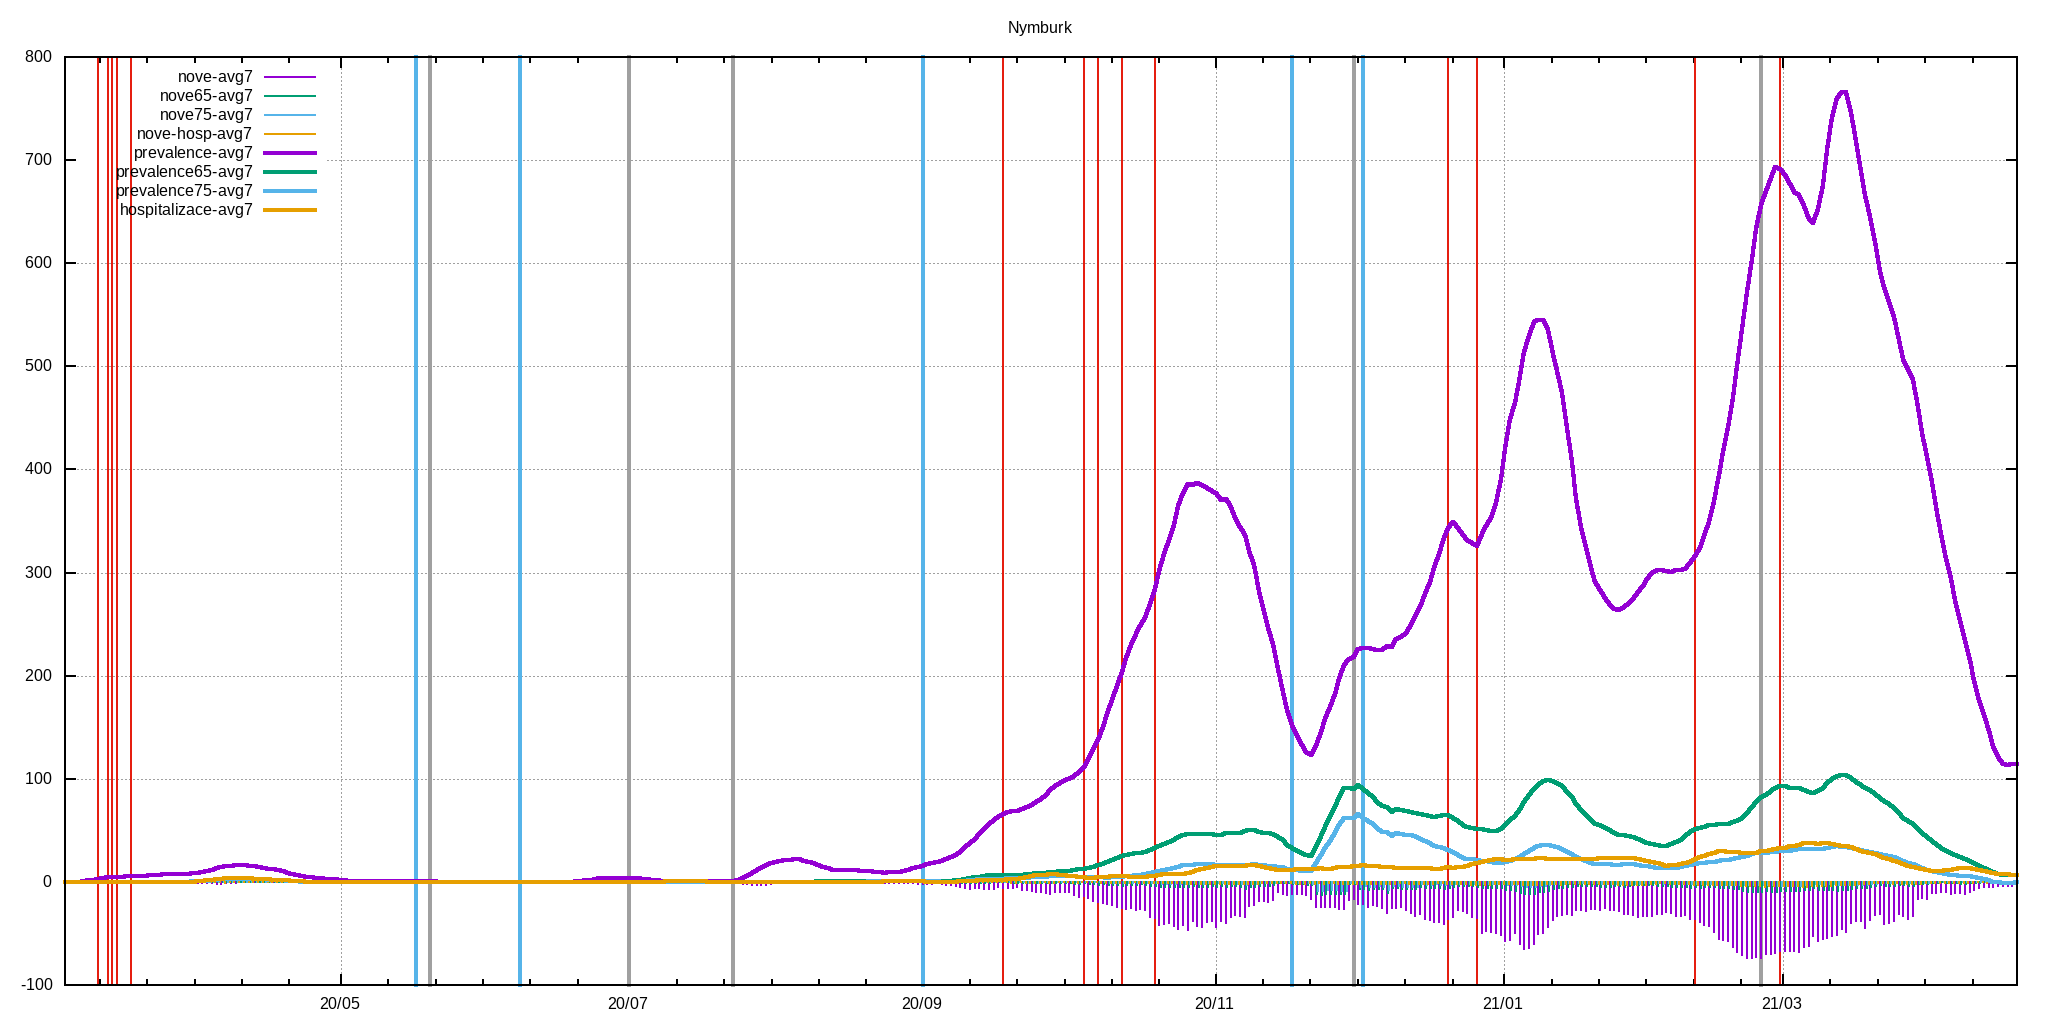 Nymburk
800
700
600
500
400
300
200
100
0
-100
nove-avg7
nove65-avg7
nove75-avg7
nove-hosp-avg7
prevalence-avg7
prevalence65-avg7
prevalence75-avg7
hospitalizace-avg7
20/05 20/07 20/09 20/11 21/01 21/03